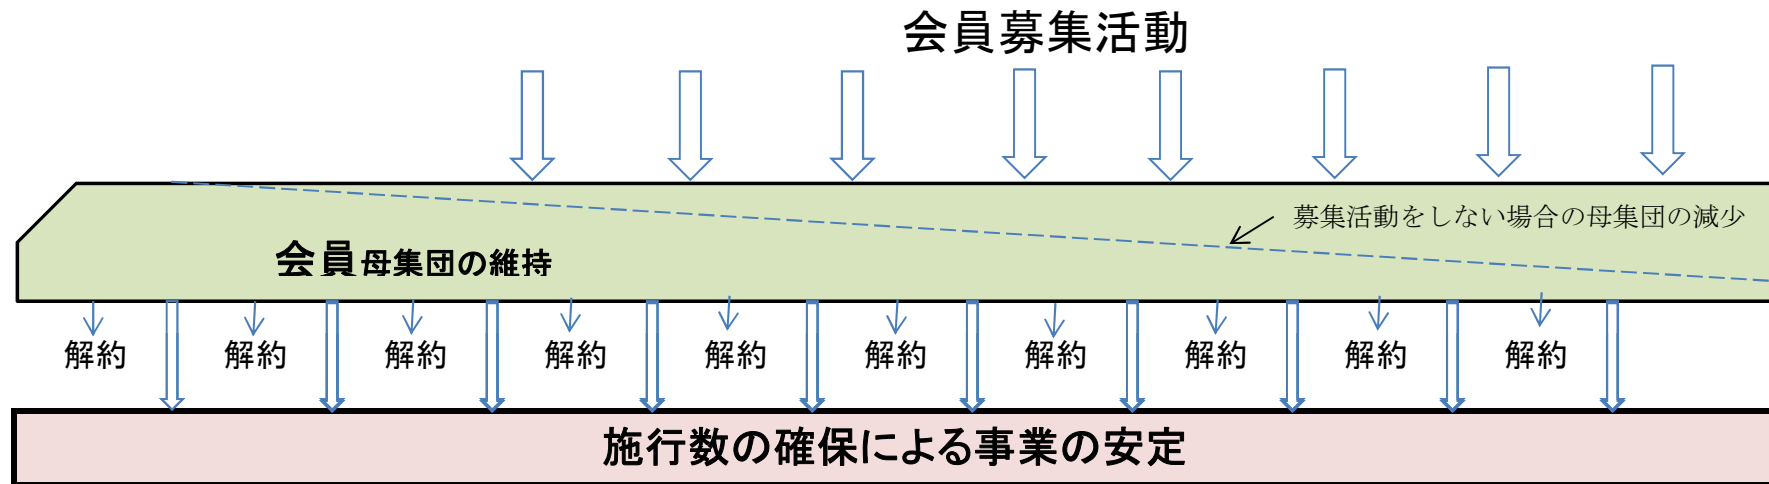 会員募集活動
募集活動をしない場合の母集団の減少
会員母集団の維持
解約 解約 解約 解約 解約 解約 解約 解約 解約 解約
施行数の確保による事業の安定